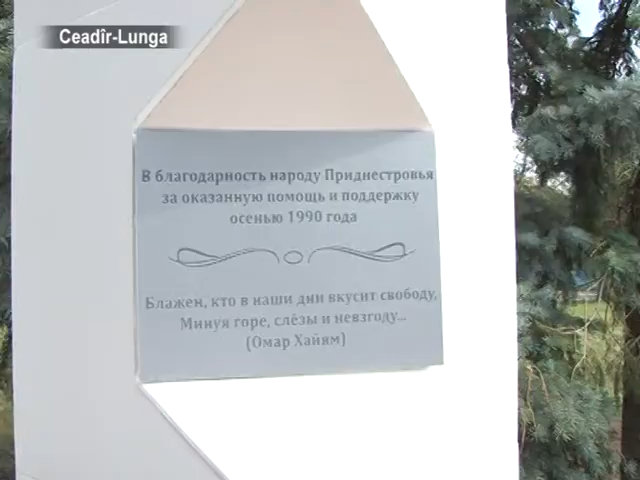 Ceadîr-Lunga
В благодарность народу Приднестровья
за оказанную помощь и поддержку
осенью 1990 года
Блажен, кто в наши дни вкусит свободу,
Минуя горе, слёзы и невзгоду...
(Омар Хайям)